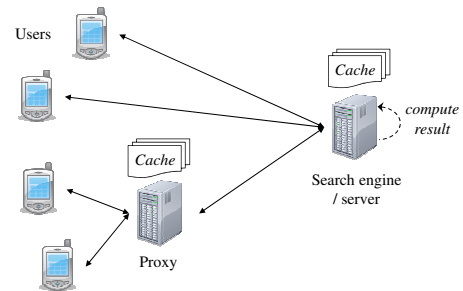 Users
Cache
compute
result
Search engine
/ server
Cache
Proxy